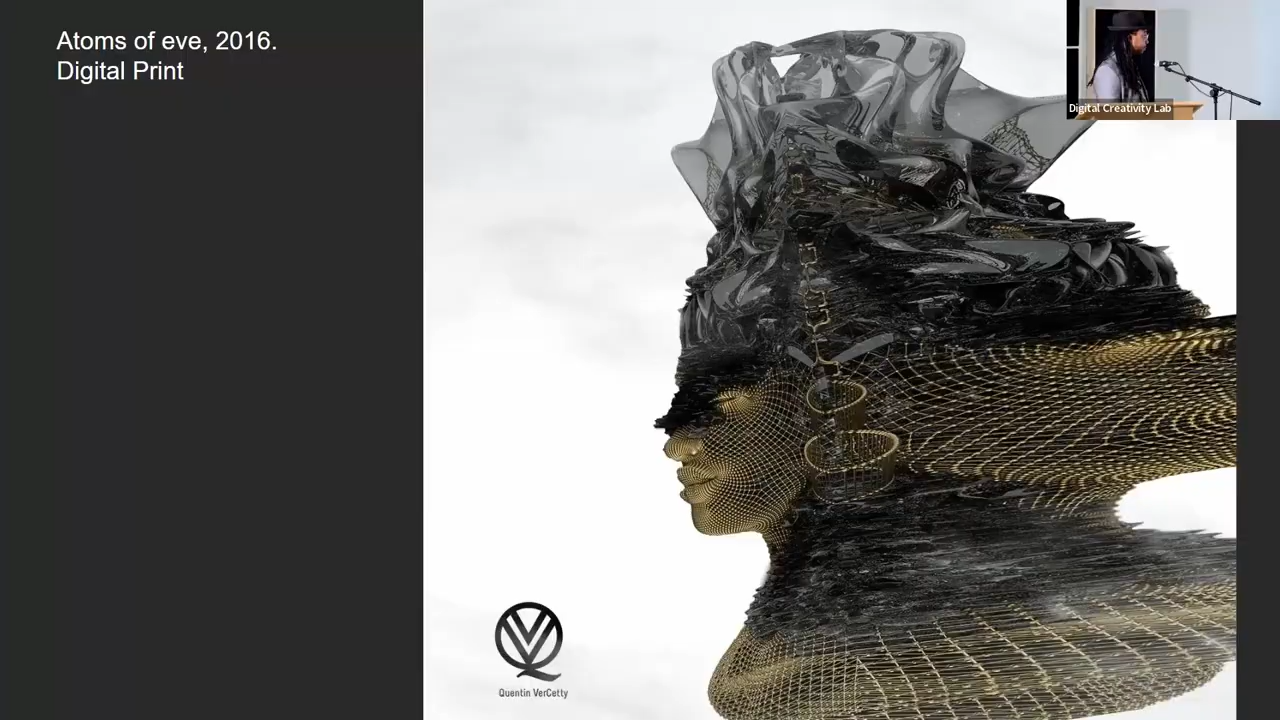 Atoms of eve, 2016.
Digital Print
Digital Creativity Lab
Quentin VerCetty